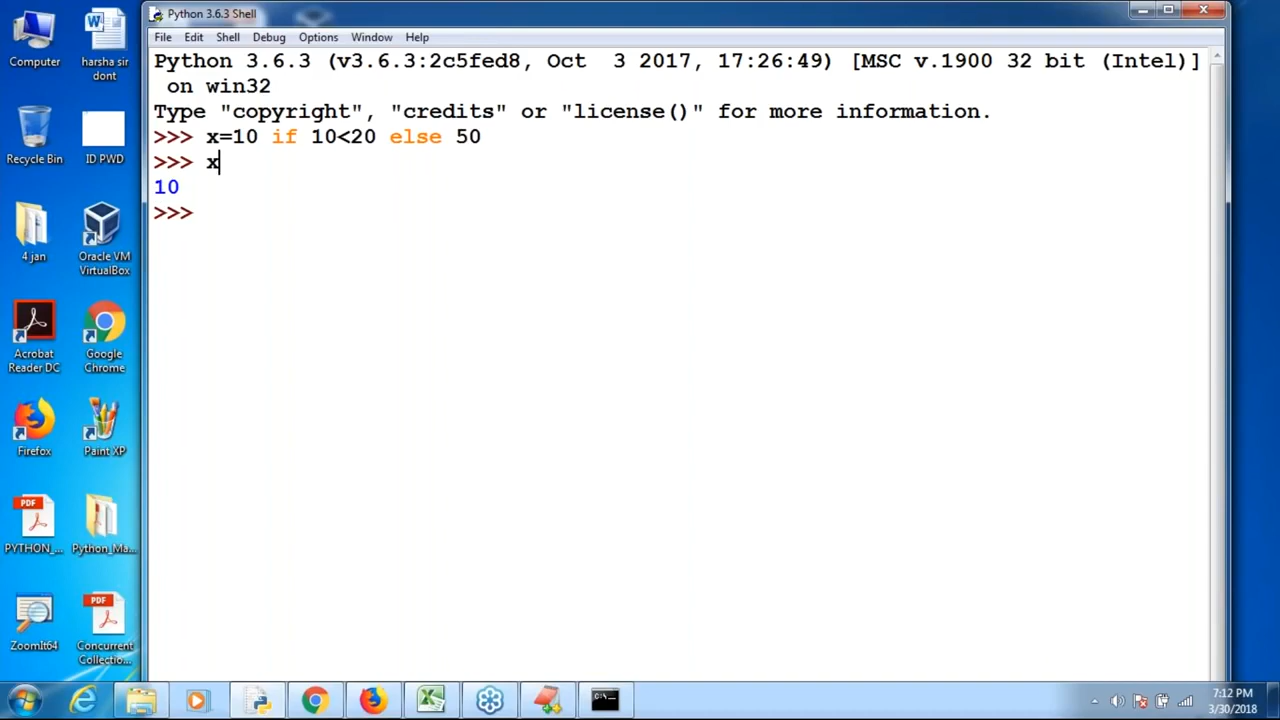 Python 3.6.3 Shell
File Edit Shell Debug Options Window Help
Python 3.6.3 (v3.6.3:2c5fed8, Oct  3 2017, 17:26:49) [MSC v.1900 32 bit (Intel)]
 on win32
Type "copyright", "credits" or "license()" for more information.
>>> x=10 if 10<20 else 50
>>> x
10
>>>
Computer
harsha sir
dont
Recycle Bin
ID PWD
4 jan
Oracle VM
VirtualBox
Acrobat
Reader DC
Google
Chrome
Firefox
Paint XP
PDF
PYTHON_...
Python_Ma...
ZoomIt64
PDF
Concurrent
Collectio...
7:12 PM
3/30/2018